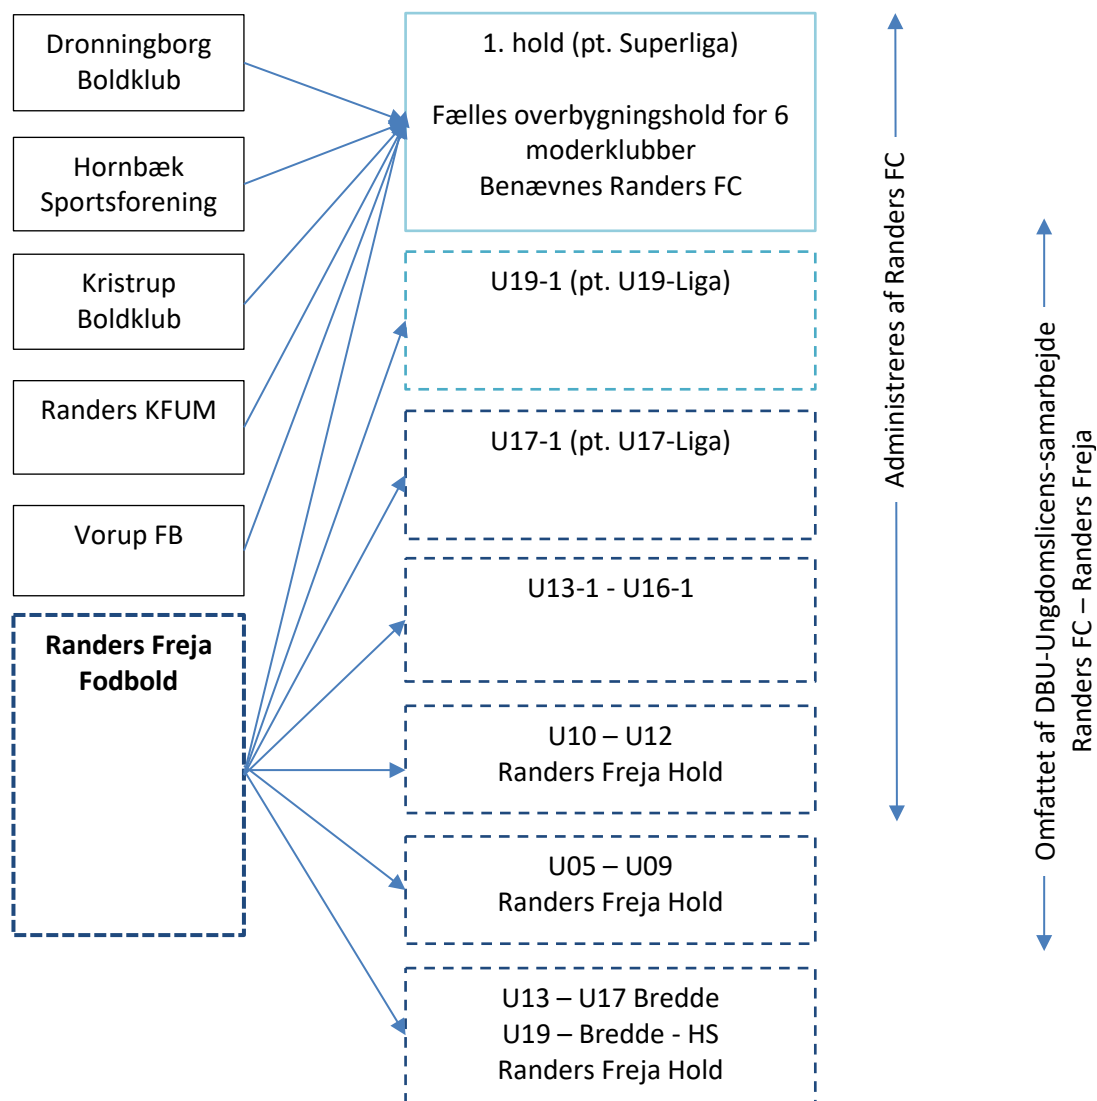 Dronningborg
Boldklub
Hornbæk
Sportsforening
Kristrup
Boldklub
Randers KFUM
Vorup FB
Randers Freja
Fodbold
1. hold (pt. Superliga)
Fælles overbygningshold for 6
moderklubber
Benævnes Randers FC
U19-1 (pt. U19-Liga)
U17-1 (pt. U17-Liga)
U13-1 - U16-1
U10 – U12
Randers Freja Hold
U05 – U09
Randers Freja Hold
U13 – U17 Bredde
U19 – Bredde - HS
Randers Freja Hold
Administreres af Randers FC
Omfattet af DBU-Ungdomslicens-samarbejde
Randers FC – Randers Freja